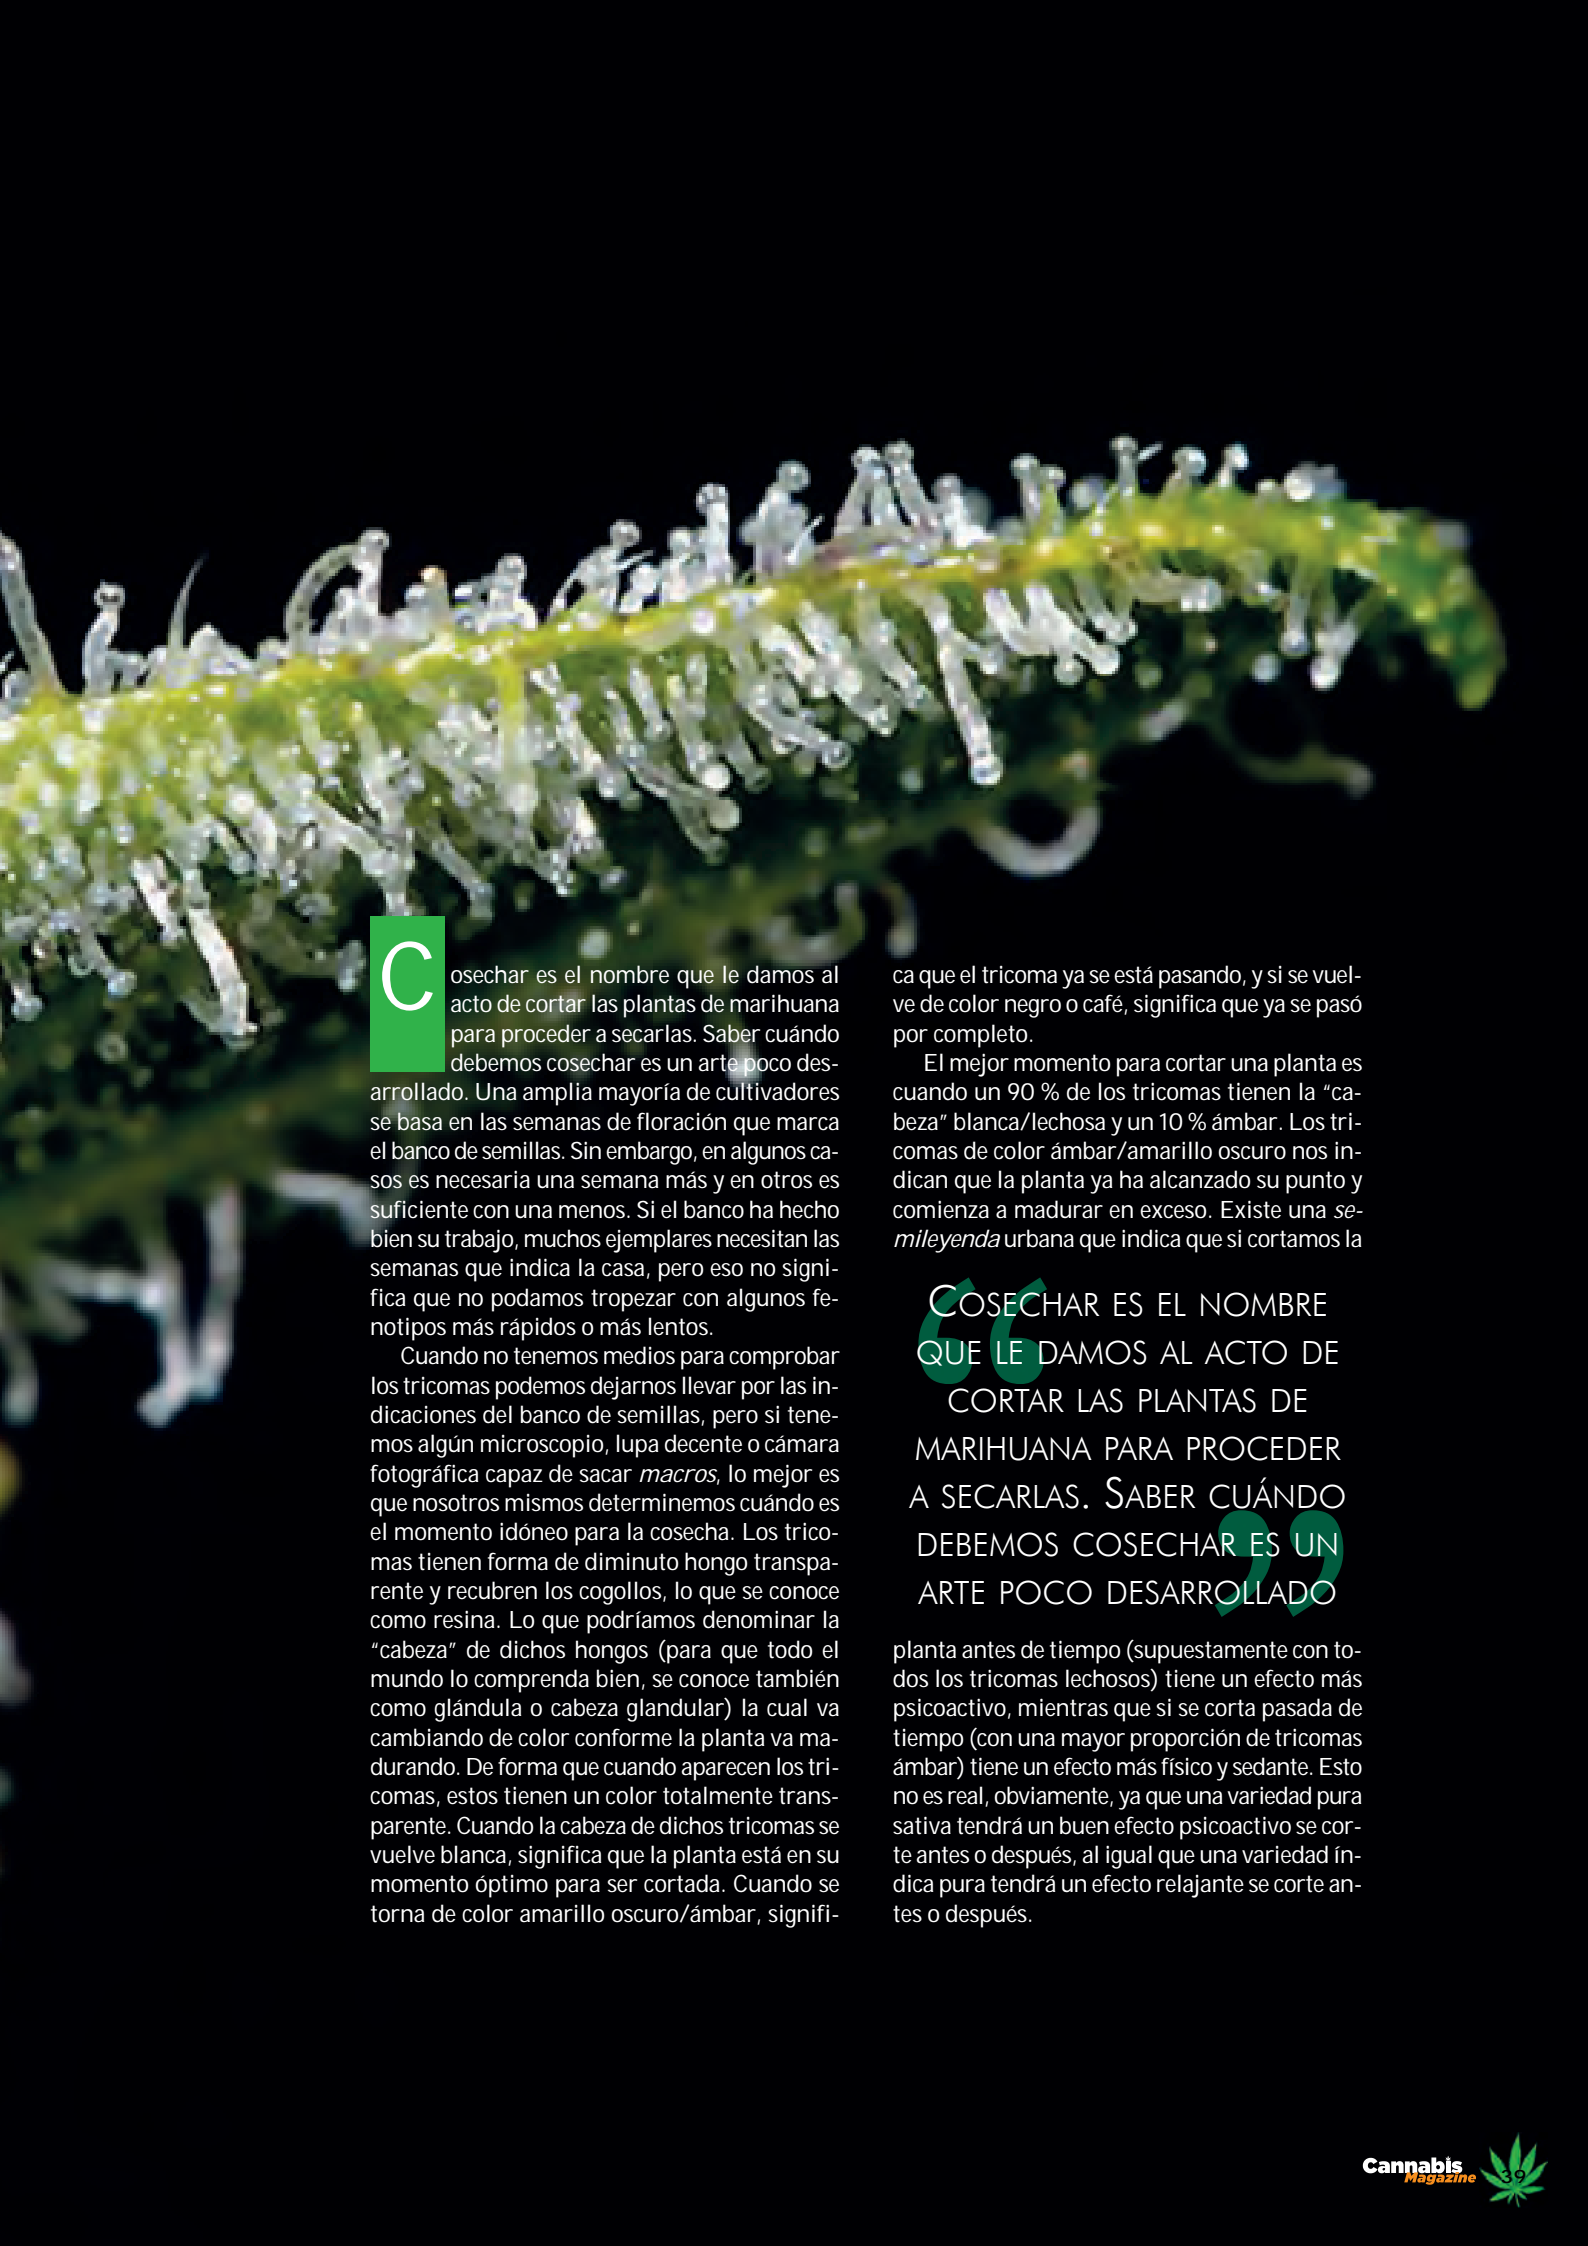 Cosechar es el nombre que le damos al
acto de cortar las plantas de marihuana
para proceder a secarlas. Saber cuándo
debemos cosechar es un arte poco des-
arrollado. Una amplia mayoría de cultivadores
se basa en las semanas de floración que marca
el banco de semillas. Sin embargo, en algunos ca-
sos es necesaria una semana más y en otros es
suficiente con una menos. Si el banco ha hecho
bien su trabajo, muchos ejemplares necesitan las
semanas que indica la casa, pero eso no signi-
fica que no podamos tropezar con algunos fe-
notipos más rápidos o más lentos.
Cuando no tenemos medios para comprobar
los tricomas podemos dejarnos llevar por las in-
dicaciones del banco de semillas, pero si tene-
mos algún microscopio, lupa decente o cámara
fotográfica capaz de sacar macros, lo mejor es
que nosotros mismos determinemos cuándo es
el momento idóneo para la cosecha. Los trico-
mas tienen forma de diminuto hongo transpa-
rente y recubren los cogollos, lo que se conoce
como resina. Lo que podríamos denominar la
“cabeza” de dichos hongos (para que todo el
mundo lo comprenda bien, se conoce también
como glándula o cabeza glandular) la cual va
cambiando de color conforme la planta va ma-
durando. De forma que cuando aparecen los tri-
comas, estos tienen un color totalmente trans-
parente. Cuando la cabeza de dichos tricomas se
vuelve blanca, significa que la planta está en su
momento óptimo para ser cortada. Cuando se
torna de color amarillo oscuro/ámbar, signifi-
ca que el tricoma ya se está pasando, y si se vuel-
ve de color negro o café, significa que ya se pasó
por completo.
El mejor momento para cortar una planta es
cuando un 90 % de los tricomas tienen la “ca-
beza” blanca/lechosa y un 10 % ámbar. Los tri-
comas de color ámbar/amarillo oscuro nos in-
dican que la planta ya ha alcanzado su punto y
comienza a madurar en exceso. Existe una se-
mileyenda urbana que indica que si cortamos la
“COSECHAR ES EL NOMBRE
QUE LE DAMOS AL ACTO DE
CORTAR LAS PLANTAS DE
MARIHUANA PARA PROCEDER
A SECARLAS. SABER CUÁNDO
DEBEMOS COSECHAR ES UN
ARTE POCO DESARROLLADO”
planta antes de tiempo (supuestamente con to-
dos los tricomas lechosos) tiene un efecto más
psicoactivo, mientras que si se corta pasada de
tiempo (con una mayor proporción de tricomas
ámbar) tiene un efecto más físico y sedante. Esto
no es real, obviamente, ya que una variedad pura
sativa tendrá un buen efecto psicoactivo se cor-
te antes o después, al igual que una variedad ín-
dica pura tendrá un efecto relajante se corte an-
tes o después.
Cannabis
Magazine
39